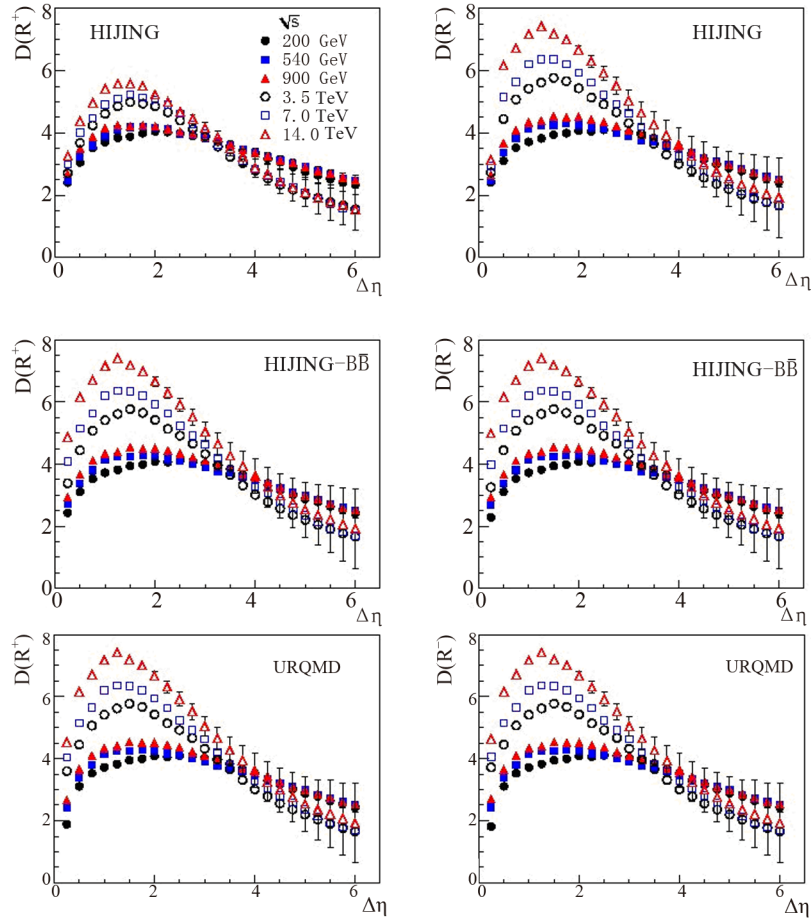 D(R⁺)
8
6
4
2
0
HIJING
√s
200 GeV
540 GeV
900 GeV
3.5 TeV
7.0 TeV
14.0 TeV
0
2
4
6
Δη
D(R⁻)
8
6
4
2
0
HIJING
0
2
4
6
Δη
D(R⁺)
8
6
4
2
0
HIJING-BB̄
0
2
4
6
Δη
D(R⁻)
8
6
4
2
0
HIJING-BB̄
0
2
4
6
Δη
D(R⁺)
8
6
4
2
0
URQMD
0
2
4
6
Δη
D(R⁻)
8
6
4
2
0
URQMD
0
2
4
6
Δη